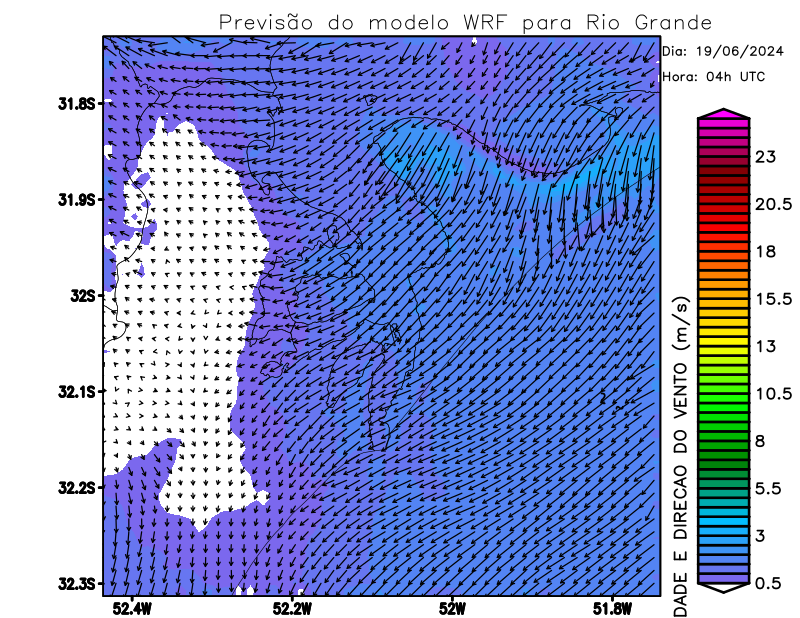 Previsão do modelo WRF para Rio Grande
Dia: 19/06/2024
Hora: 04h UTC
31.8S
31.9S
32S
32.1S
32.2S
32.3S
52.4W
52.2W
52W
51.8W
23
20.5
18
15.5
13
10.5
8
5.5
3
0.5
DADE E DIRECAO DO VENTO (m/s)